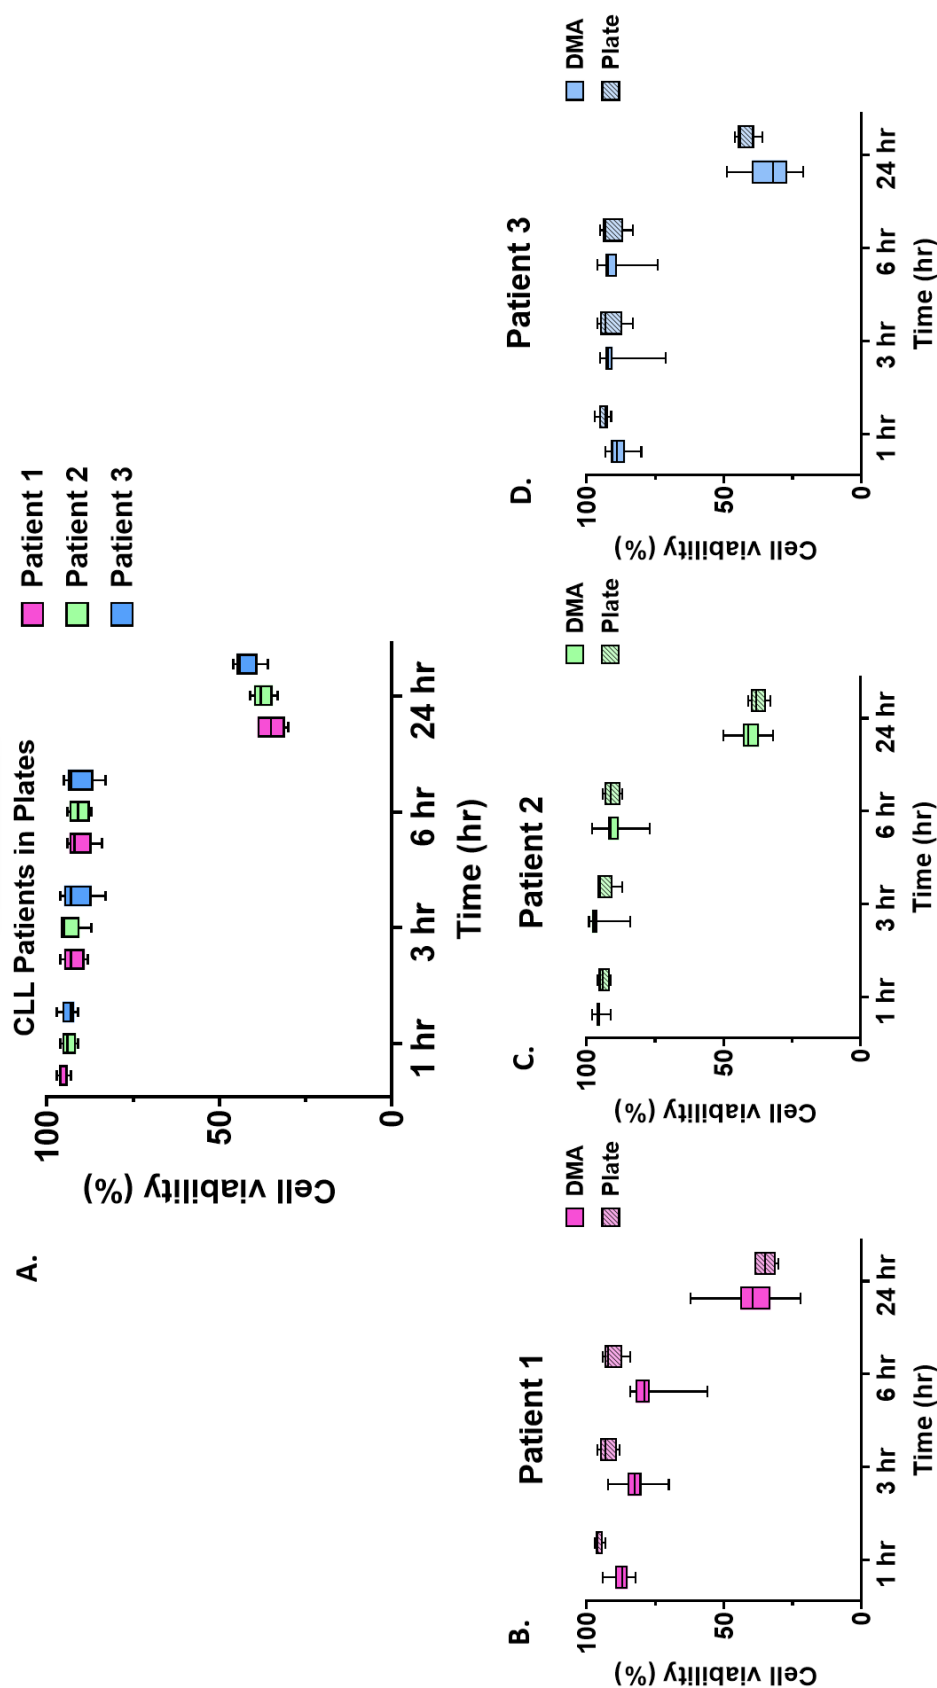 A.
CLL Patients in Plates
Patient 1
Patient 2
Patient 3
Cell viability (%)
100
50
0
1 hr
3 hr
6 hr
24 hr
Time (hr)
B.
Patient 1
DMA
Plate
Cell viability (%)
100
50
0
1 hr
3 hr
6 hr
24 hr
Time (hr)
C.
Patient 2
DMA
Plate
Cell viability (%)
100
50
0
1 hr
3 hr
6 hr
24 hr
Time (hr)
D.
Patient 3
DMA
Plate
Cell viability (%)
100
50
0
1 hr
3 hr
6 hr
24 hr
Time (hr)